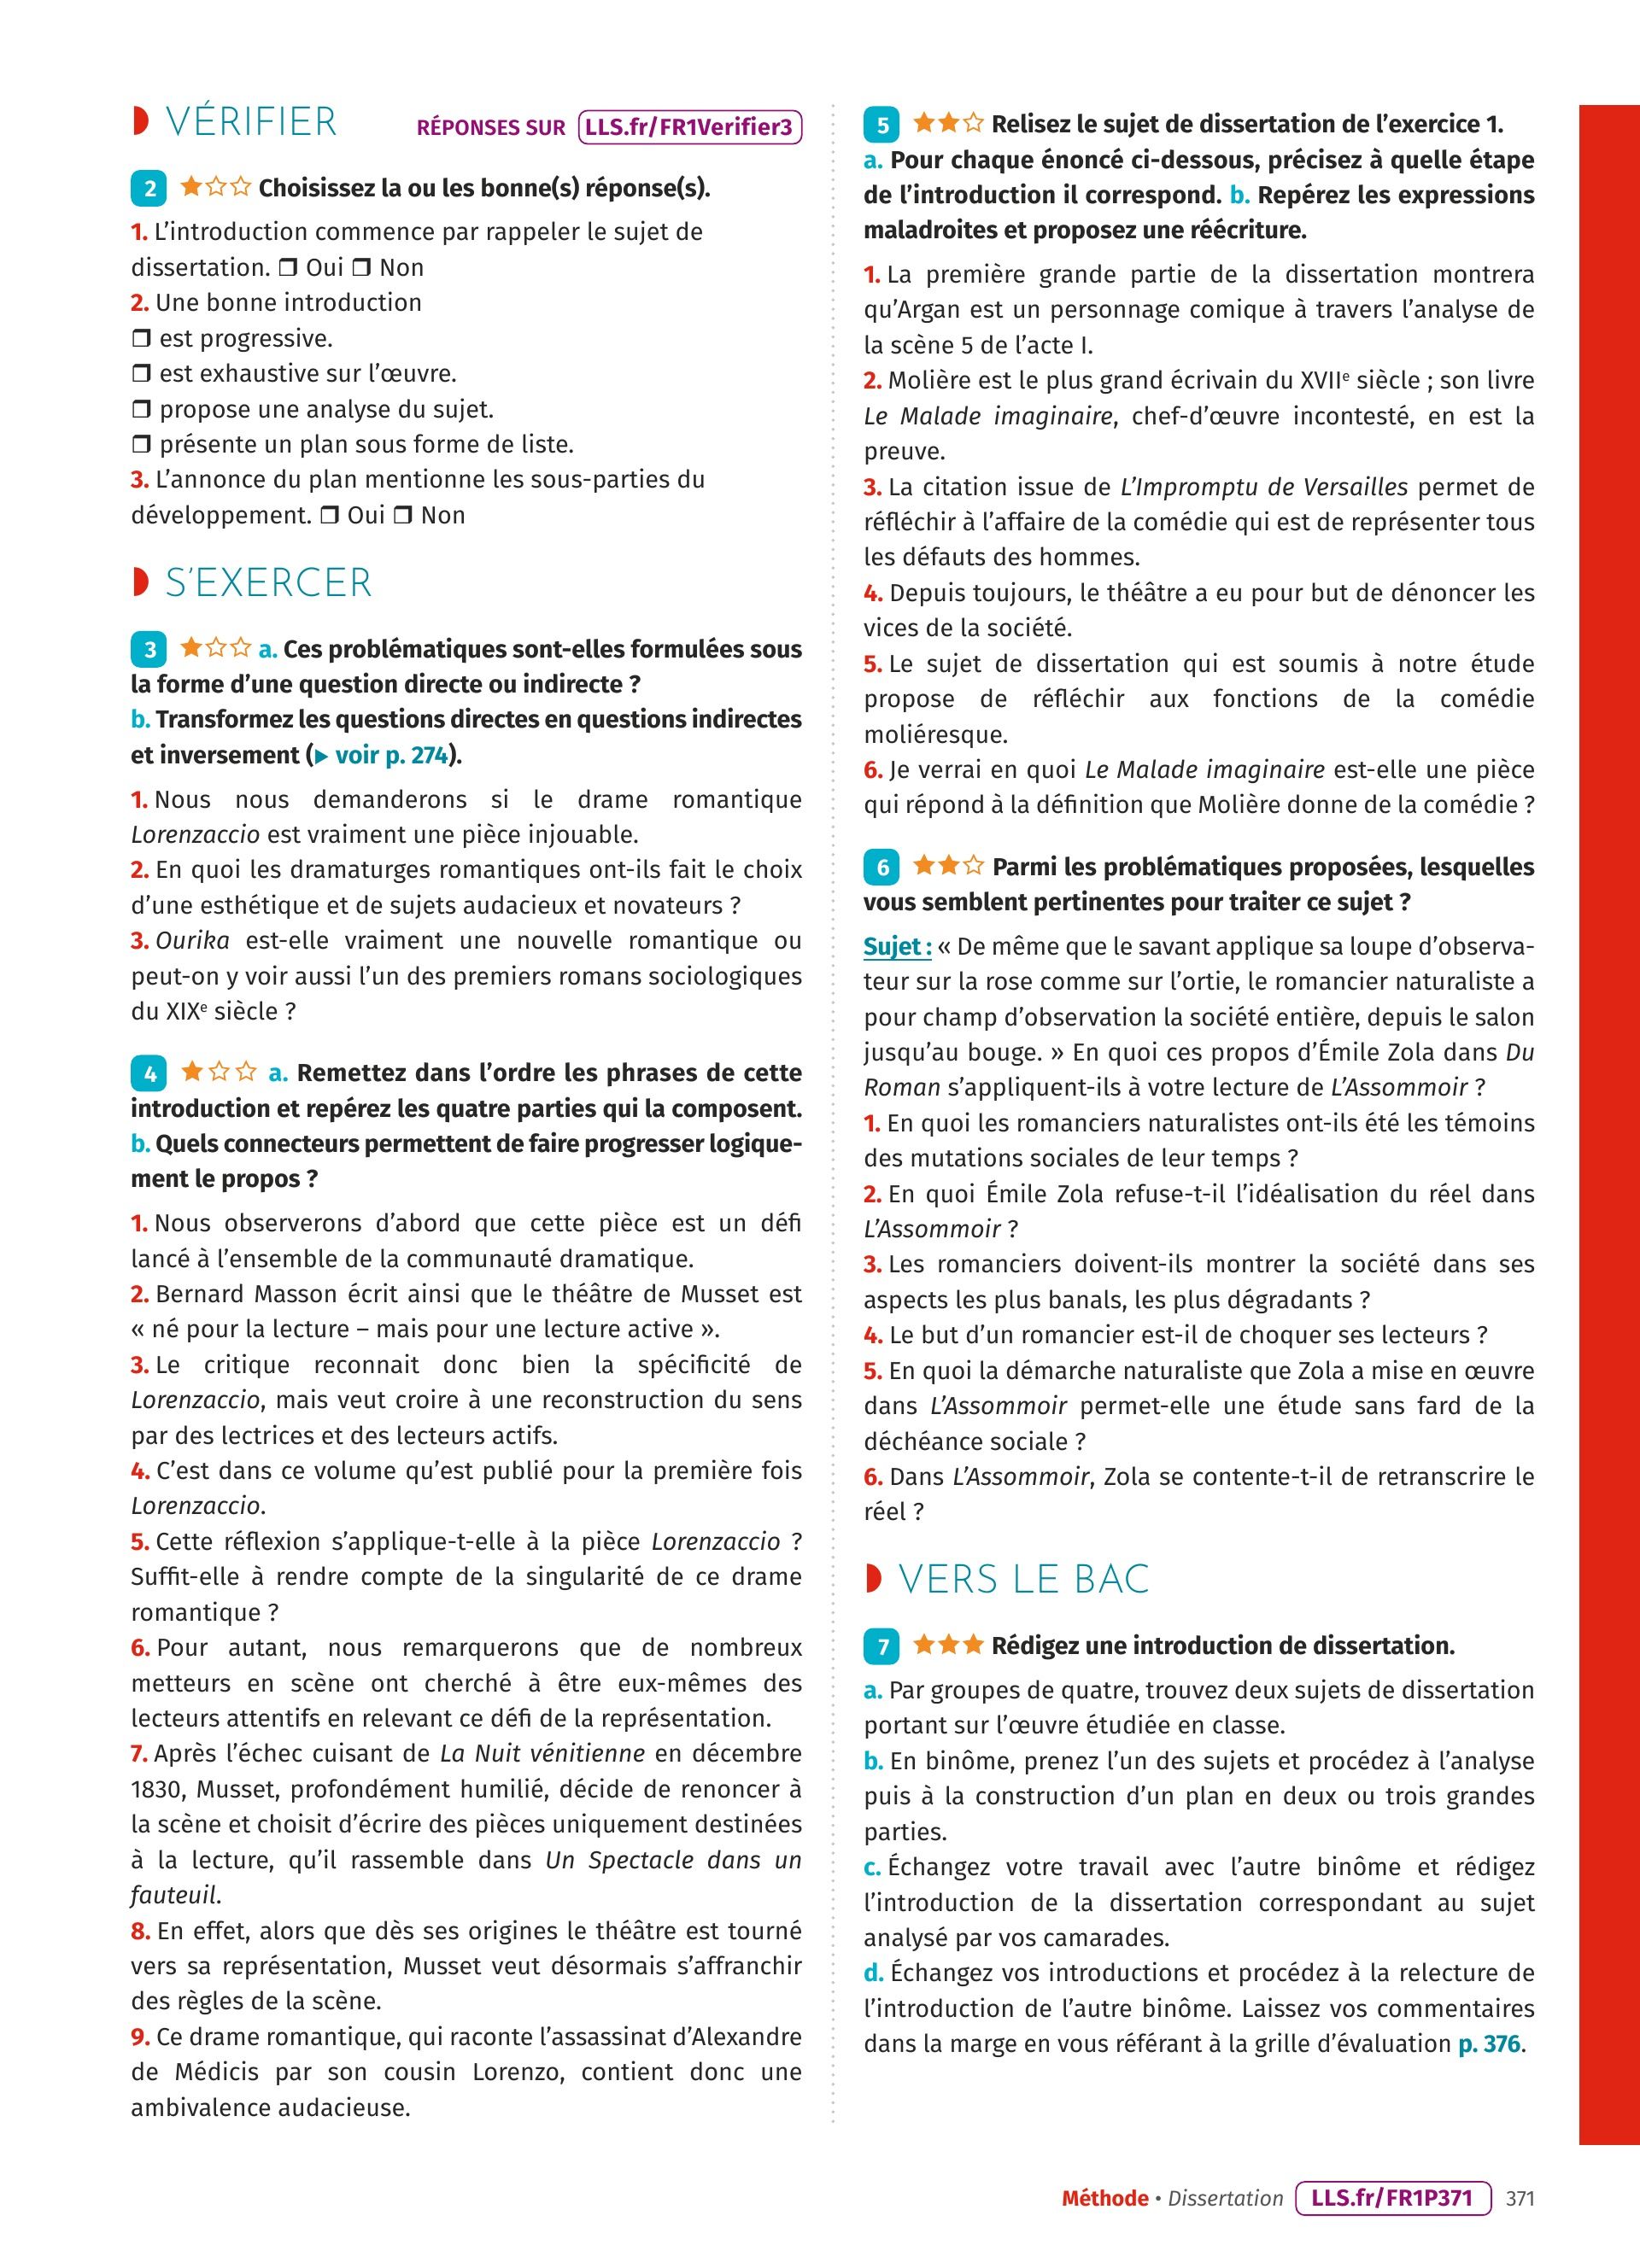 VÉRIFIER
RÉPONSES SUR LLS.fr/FR1Verifier3
2 ★☆☆ Choisissez la ou les bonne(s) réponse(s).
1. L’introduction commence par rappeler le sujet de
dissertation. ❒ Oui ❒ Non
2. Une bonne introduction
❒ est progressive.
❒ est exhaustive sur l’œuvre.
❒ propose une analyse du sujet.
❒ présente un plan sous forme de liste.
3. L’annonce du plan mentionne les sous-parties du
développement. ❒ Oui ❒ Non
S’EXERCER
3 ★☆☆ a. Ces problématiques sont-elles formulées sous
la forme d’une question directe ou indirecte ?
b. Transformez les questions directes en questions indirectes
et inversement (▸ voir p. 274).
1. Nous nous demanderons si le drame romantique
Lorenzaccio est vraiment une pièce injouable.
2. En quoi les dramaturges romantiques ont-ils fait le choix
d’une esthétique et de sujets audacieux et novateurs ?
3. Ourika est-elle vraiment une nouvelle romantique ou
peut-on y voir aussi l’un des premiers romans sociologiques
du XIXe siècle ?
4 ★☆☆ a. Remettez dans l’ordre les phrases de cette
introduction et repérez les quatre parties qui la composent.
b. Quels connecteurs permettent de faire progresser logique-
ment le propos ?
1. Nous observerons d’abord que cette pièce est un défi
lancé à l’ensemble de la communauté dramatique.
2. Bernard Masson écrit ainsi que le théâtre de Musset est
« né pour la lecture – mais pour une lecture active ».
3. Le critique reconnait donc bien la spécificité de
Lorenzaccio, mais veut croire à une reconstruction du sens
par des lectrices et des lecteurs actifs.
4. C’est dans ce volume qu’est publié pour la première fois
Lorenzaccio.
5. Cette réflexion s’applique-t-elle à la pièce Lorenzaccio ?
Suffit-elle à rendre compte de la singularité de ce drame
romantique ?
6. Pour autant, nous remarquerons que de nombreux
metteurs en scène ont cherché à être eux-mêmes des
lecteurs attentifs en relevant ce défi de la représentation.
7. Après l’échec cuisant de La Nuit vénitienne en décembre
1830, Musset, profondément humilié, décide de renoncer à
la scène et choisit d’écrire des pièces uniquement destinées
à la lecture, qu’il rassemble dans Un Spectacle dans un
fauteuil.
8. En effet, alors que dès ses origines le théâtre est tourné
vers sa représentation, Musset veut désormais s’affranchir
des règles de la scène.
9. Ce drame romantique, qui raconte l’assassinat d’Alexandre
de Médicis par son cousin Lorenzo, contient donc une
ambivalence audacieuse.
5 ★★☆ Relisez le sujet de dissertation de l’exercice 1.
a. Pour chaque énoncé ci-dessous, précisez à quelle étape
de l’introduction il correspond. b. Repérez les expressions
maladroites et proposez une réécriture.
1. La première grande partie de la dissertation montrera
qu’Argan est un personnage comique à travers l’analyse de
la scène 5 de l’acte I.
2. Molière est le plus grand écrivain du XVIIe siècle ; son livre
Le Malade imaginaire, chef-d’œuvre incontesté, en est la
preuve.
3. La citation issue de L’Impromptu de Versailles permet de
réfléchir à l’affaire de la comédie qui est de représenter tous
les défauts des hommes.
4. Depuis toujours, le théâtre a eu pour but de dénoncer les
vices de la société.
5. Le sujet de dissertation qui est soumis à notre étude
propose de réfléchir aux fonctions de la comédie
moliéresque.
6. Je verrai en quoi Le Malade imaginaire est-elle une pièce
qui répond à la définition que Molière donne de la comédie ?
6 ★★☆ Parmi les problématiques proposées, lesquelles
vous semblent pertinentes pour traiter ce sujet ?
Sujet : « De même que le savant applique sa loupe d’observa-
teur sur la rose comme sur l’ortie, le romancier naturaliste a
pour champ d’observation la société entière, depuis le salon
jusqu’au bouge. » En quoi ces propos d’Émile Zola dans Du
Roman s’appliquent-ils à votre lecture de L’Assommoir ?
1. En quoi les romanciers naturalistes ont-ils été les témoins
des mutations sociales de leur temps ?
2. En quoi Émile Zola refuse-t-il l’idéalisation du réel dans
L’Assommoir ?
3. Les romanciers doivent-ils montrer la société dans ses
aspects les plus banals, les plus dégradants ?
4. Le but d’un romancier est-il de choquer ses lecteurs ?
5. En quoi la démarche naturaliste que Zola a mise en œuvre
dans L’Assommoir permet-elle une étude sans fard de la
déchéance sociale ?
6. Dans L’Assommoir, Zola se contente-t-il de retranscrire le
réel ?
VERS LE BAC
7 ★★★ Rédigez une introduction de dissertation.
a. Par groupes de quatre, trouvez deux sujets de dissertation
portant sur l’œuvre étudiée en classe.
b. En binôme, prenez l’un des sujets et procédez à l’analyse
puis à la construction d’un plan en deux ou trois grandes
parties.
c. Échangez votre travail avec l’autre binôme et rédigez
l’introduction de la dissertation correspondant au sujet
analysé par vos camarades.
d. Échangez vos introductions et procédez à la relecture de
l’introduction de l’autre binôme. Laissez vos commentaires
dans la marge en vous référant à la grille d’évaluation p. 376.
Méthode • Dissertation LLS.fr/FR1P371 371